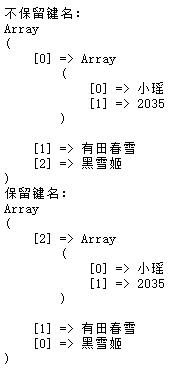 不保留键名：
Array
(
    [0] => Array
        (
            [0] => 小瑶
            [1] => 2035
        )

    [1] => 有田春雪
    [2] => 黑雪姬
)
保留键名：
Array
(
    [2] => Array
        (
            [0] => 小瑶
            [1] => 2035
        )

    [1] => 有田春雪
    [0] => 黑雪姬
)